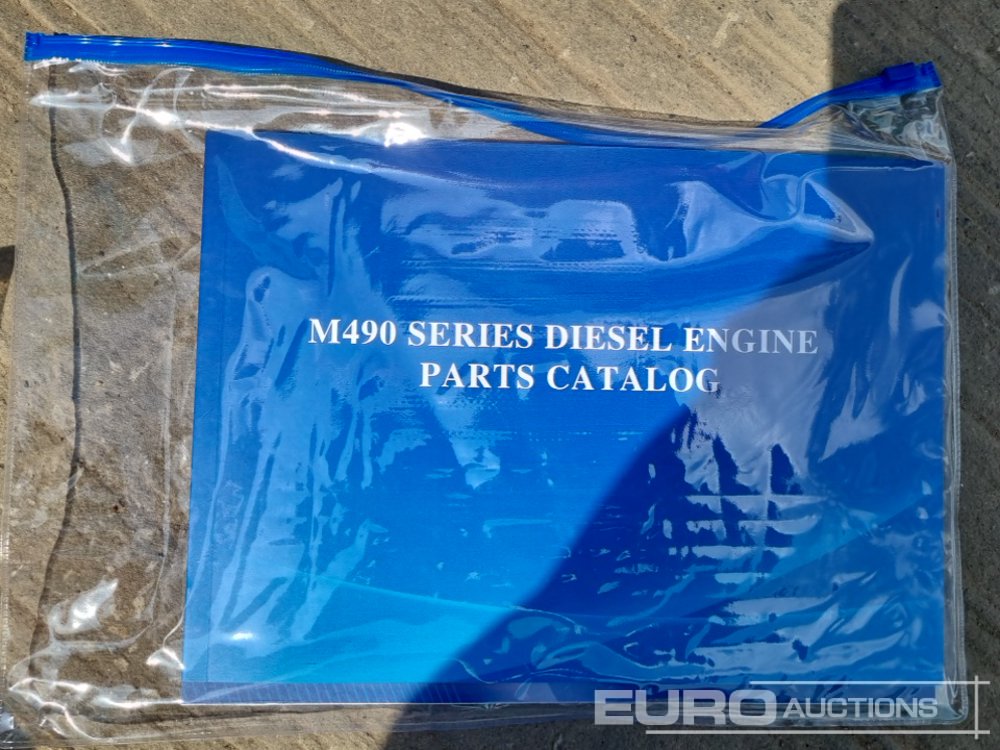 M490 SERIES DIESEL ENGINE
PARTS CATALOG
EURO AUCTIONS